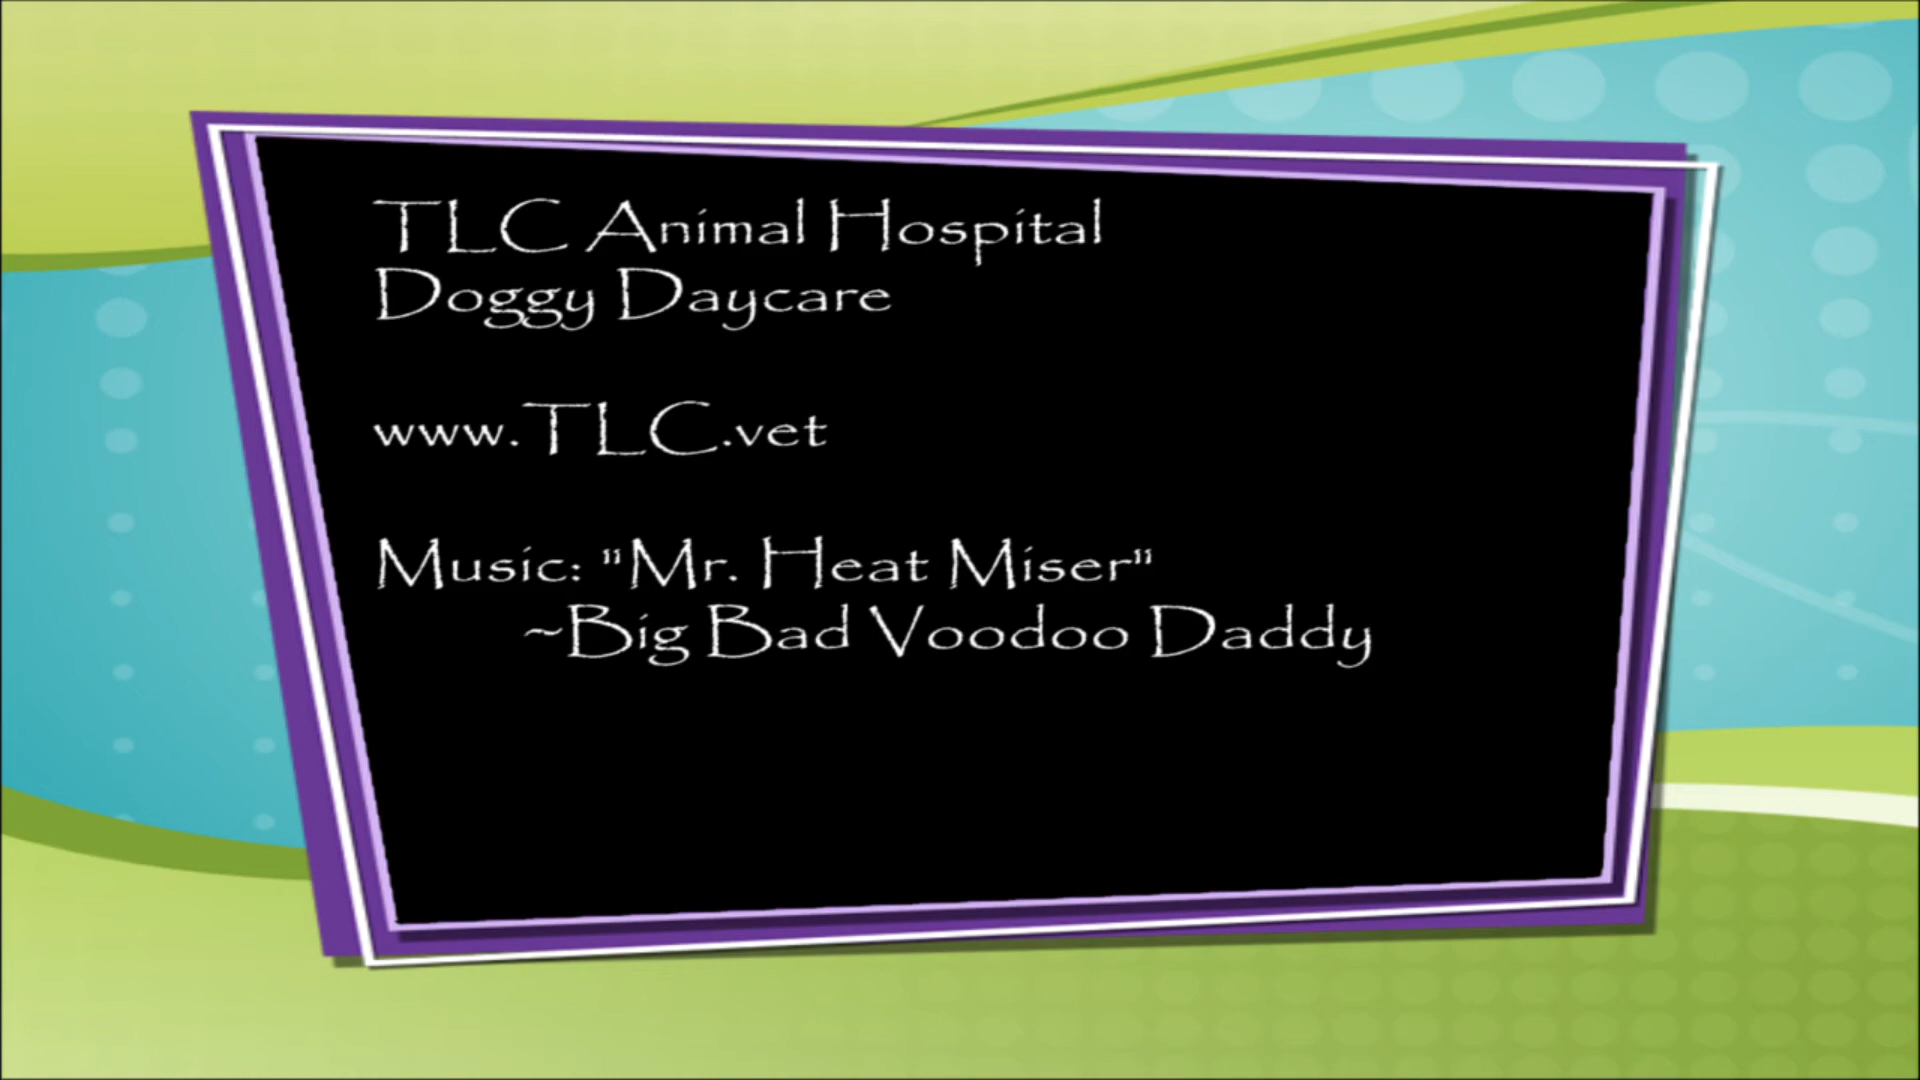 TLC Animal Hospital
Doggy Daycare
www.TLC.vet
Music: "Mr. Heat Miser"
~Big Bad Voodoo Daddy